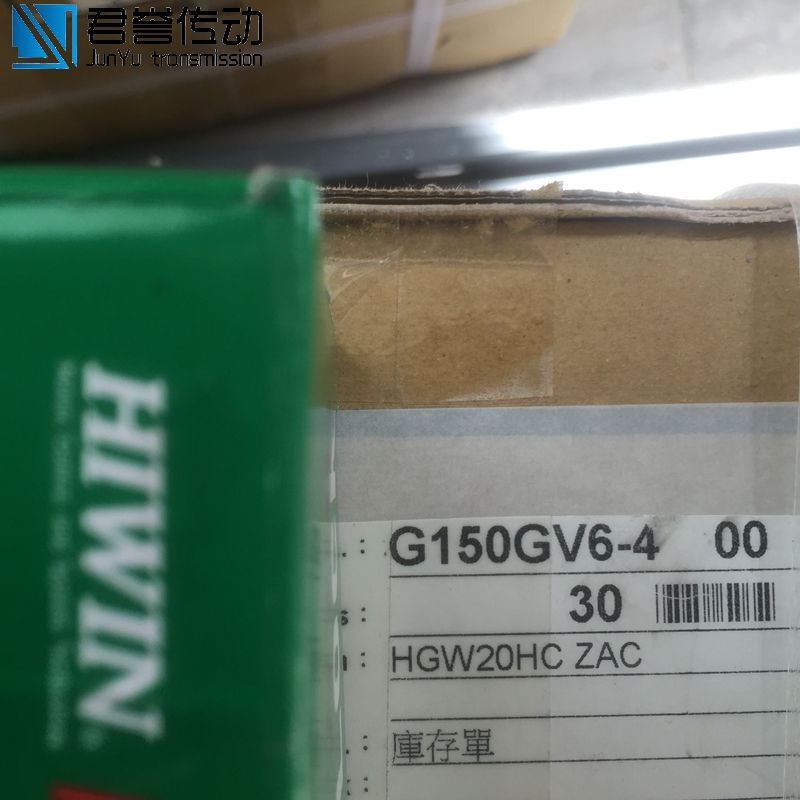 君誉传动
JunYu transmission
HIWIN
G150GV6-4 00
30
HGW20HC ZAC
庫存單